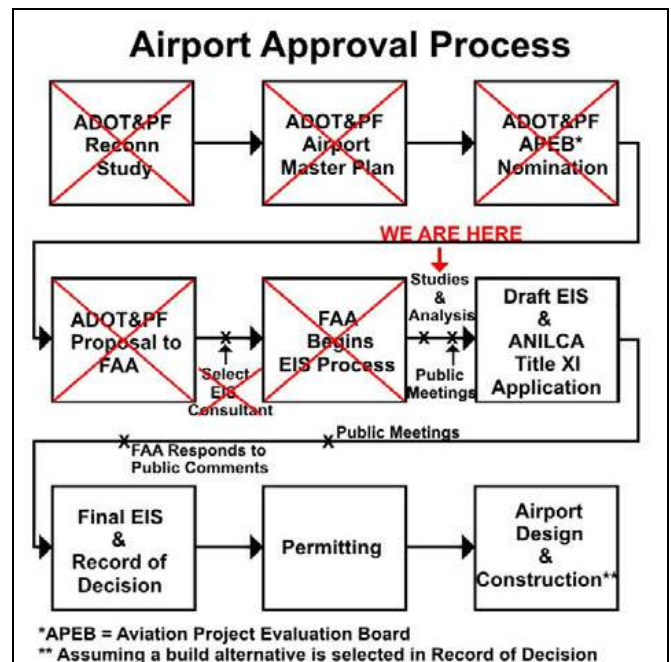 Airport Approval Process
ADOT&PF
Reconn
Study
ADOT&PF
Airport
Master Plan
ADOT&PF
APEB*
Nomination
WE ARE HERE
ADOT&PF
Proposal to
FAA
Select
EIS
Consultant
FAA
Begins
EIS Process
Studies
&
Analysis
Public
Meetings
Draft EIS
&
ANILCA
Title XI
Application
Public Meetings
FAA Responds to
Public Comments
Final EIS
&
Record of
Decision
Permitting
Airport
Design
&
Construction**
*APEB = Aviation Project Evaluation Board
** Assuming a build alternative is selected in Record of Decision